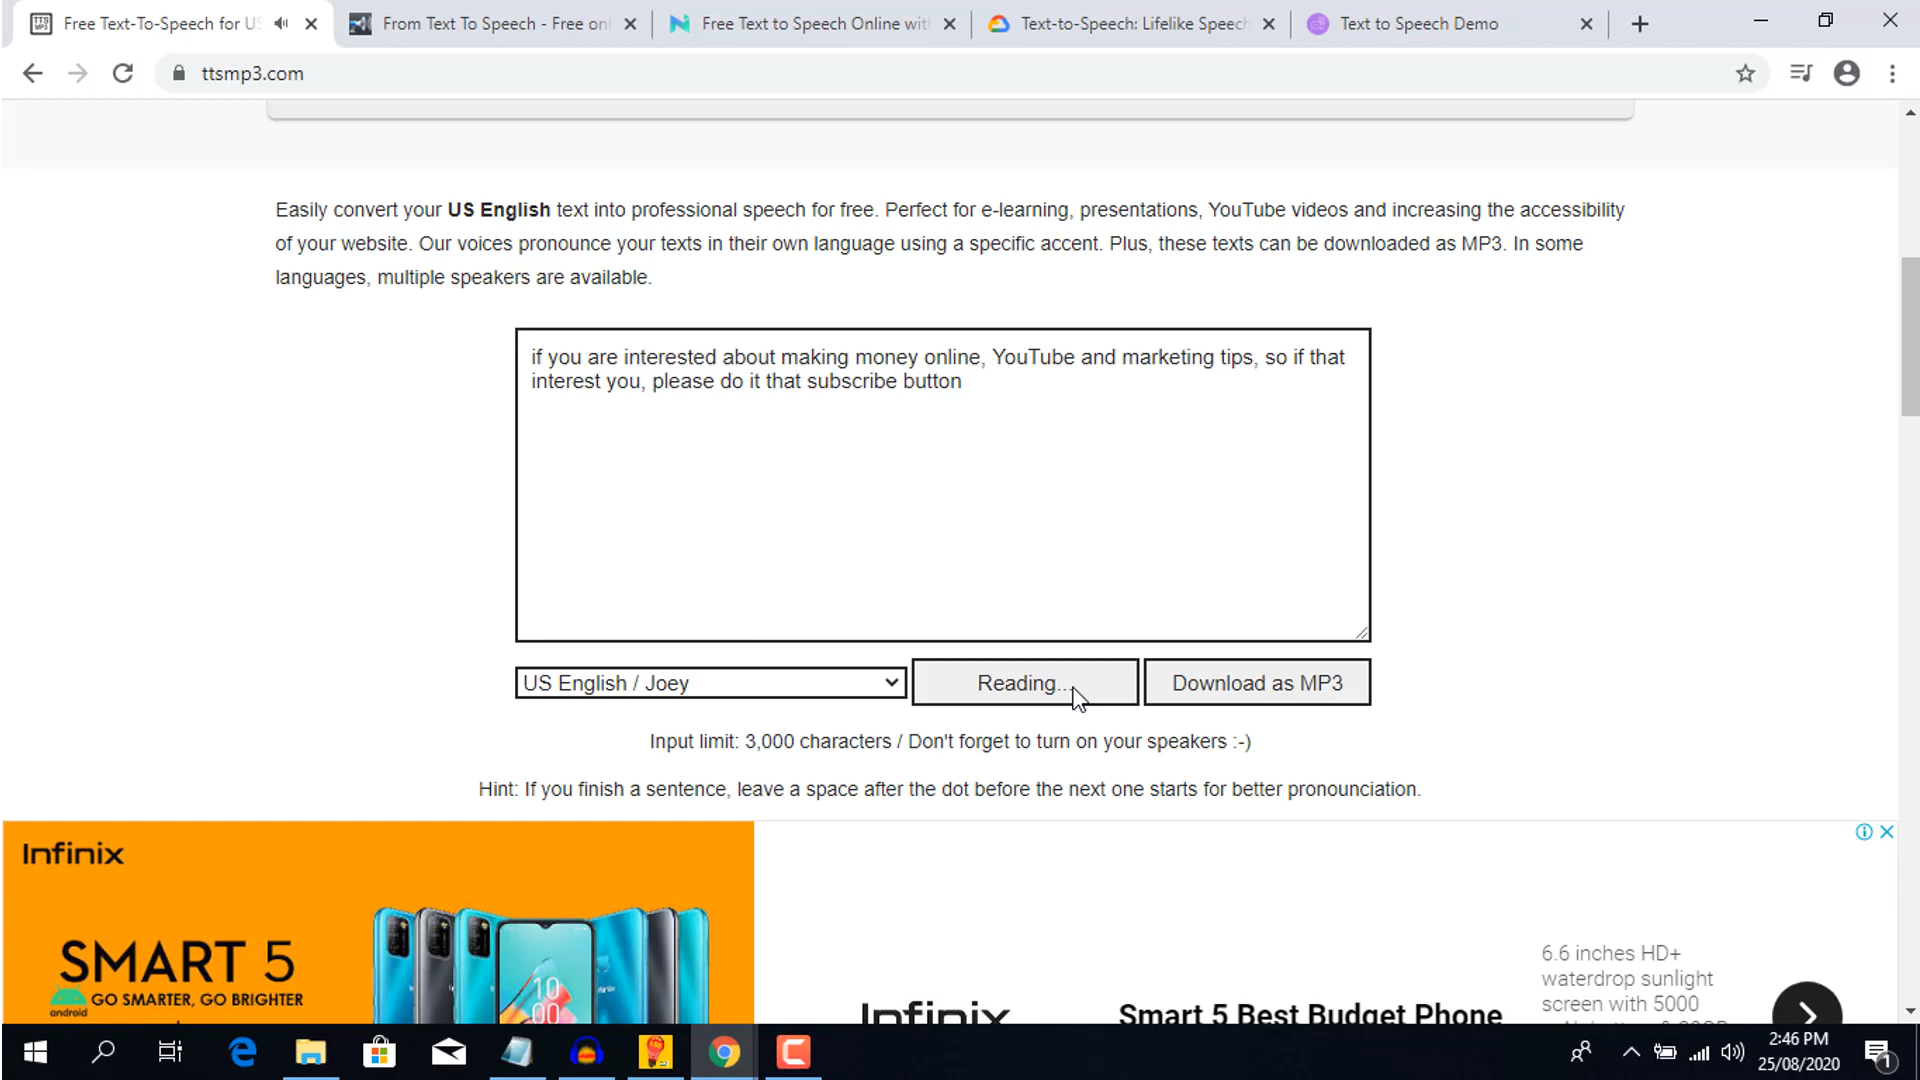 Free Text-To-Speech for US
From Text To Speech - Free onl
Free Text to Speech Online wit
Text-to-Speech: Lifelike Speech
Text to Speech Demo
ttsmp3.com
Easily convert your US English text into professional speech for free. Perfect for e-learning, presentations, YouTube videos and increasing the accessibility
of your website. Our voices pronounce your texts in their own language using a specific accent. Plus, these texts can be downloaded as MP3. In some
languages, multiple speakers are available.
if you are interested about making money online, YouTube and marketing tips, so if that
interest you, please do it that subscribe button
US English / Joey
Reading...
Download as MP3
Input limit: 3,000 characters / Don't forget to turn on your speakers :-)
Hint: If you finish a sentence, leave a space after the dot before the next one starts for better pronounciation.
Infinix
SMART 5
GO SMARTER, GO BRIGHTER
android
10
Infinix
Smart 5 Best Budget Phone
6.6 inches HD+
waterdrop sunlight
screen with 5000
2:46 PM
25/08/2020
1